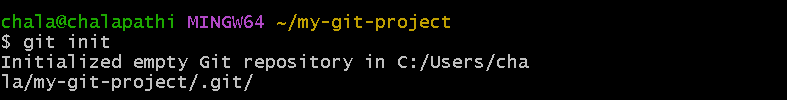 chala@chalapathi MINGW64 ~/my-git-project
$ git init
Initialized empty Git repository in C:/Users/cha
la/my-git-project/.git/